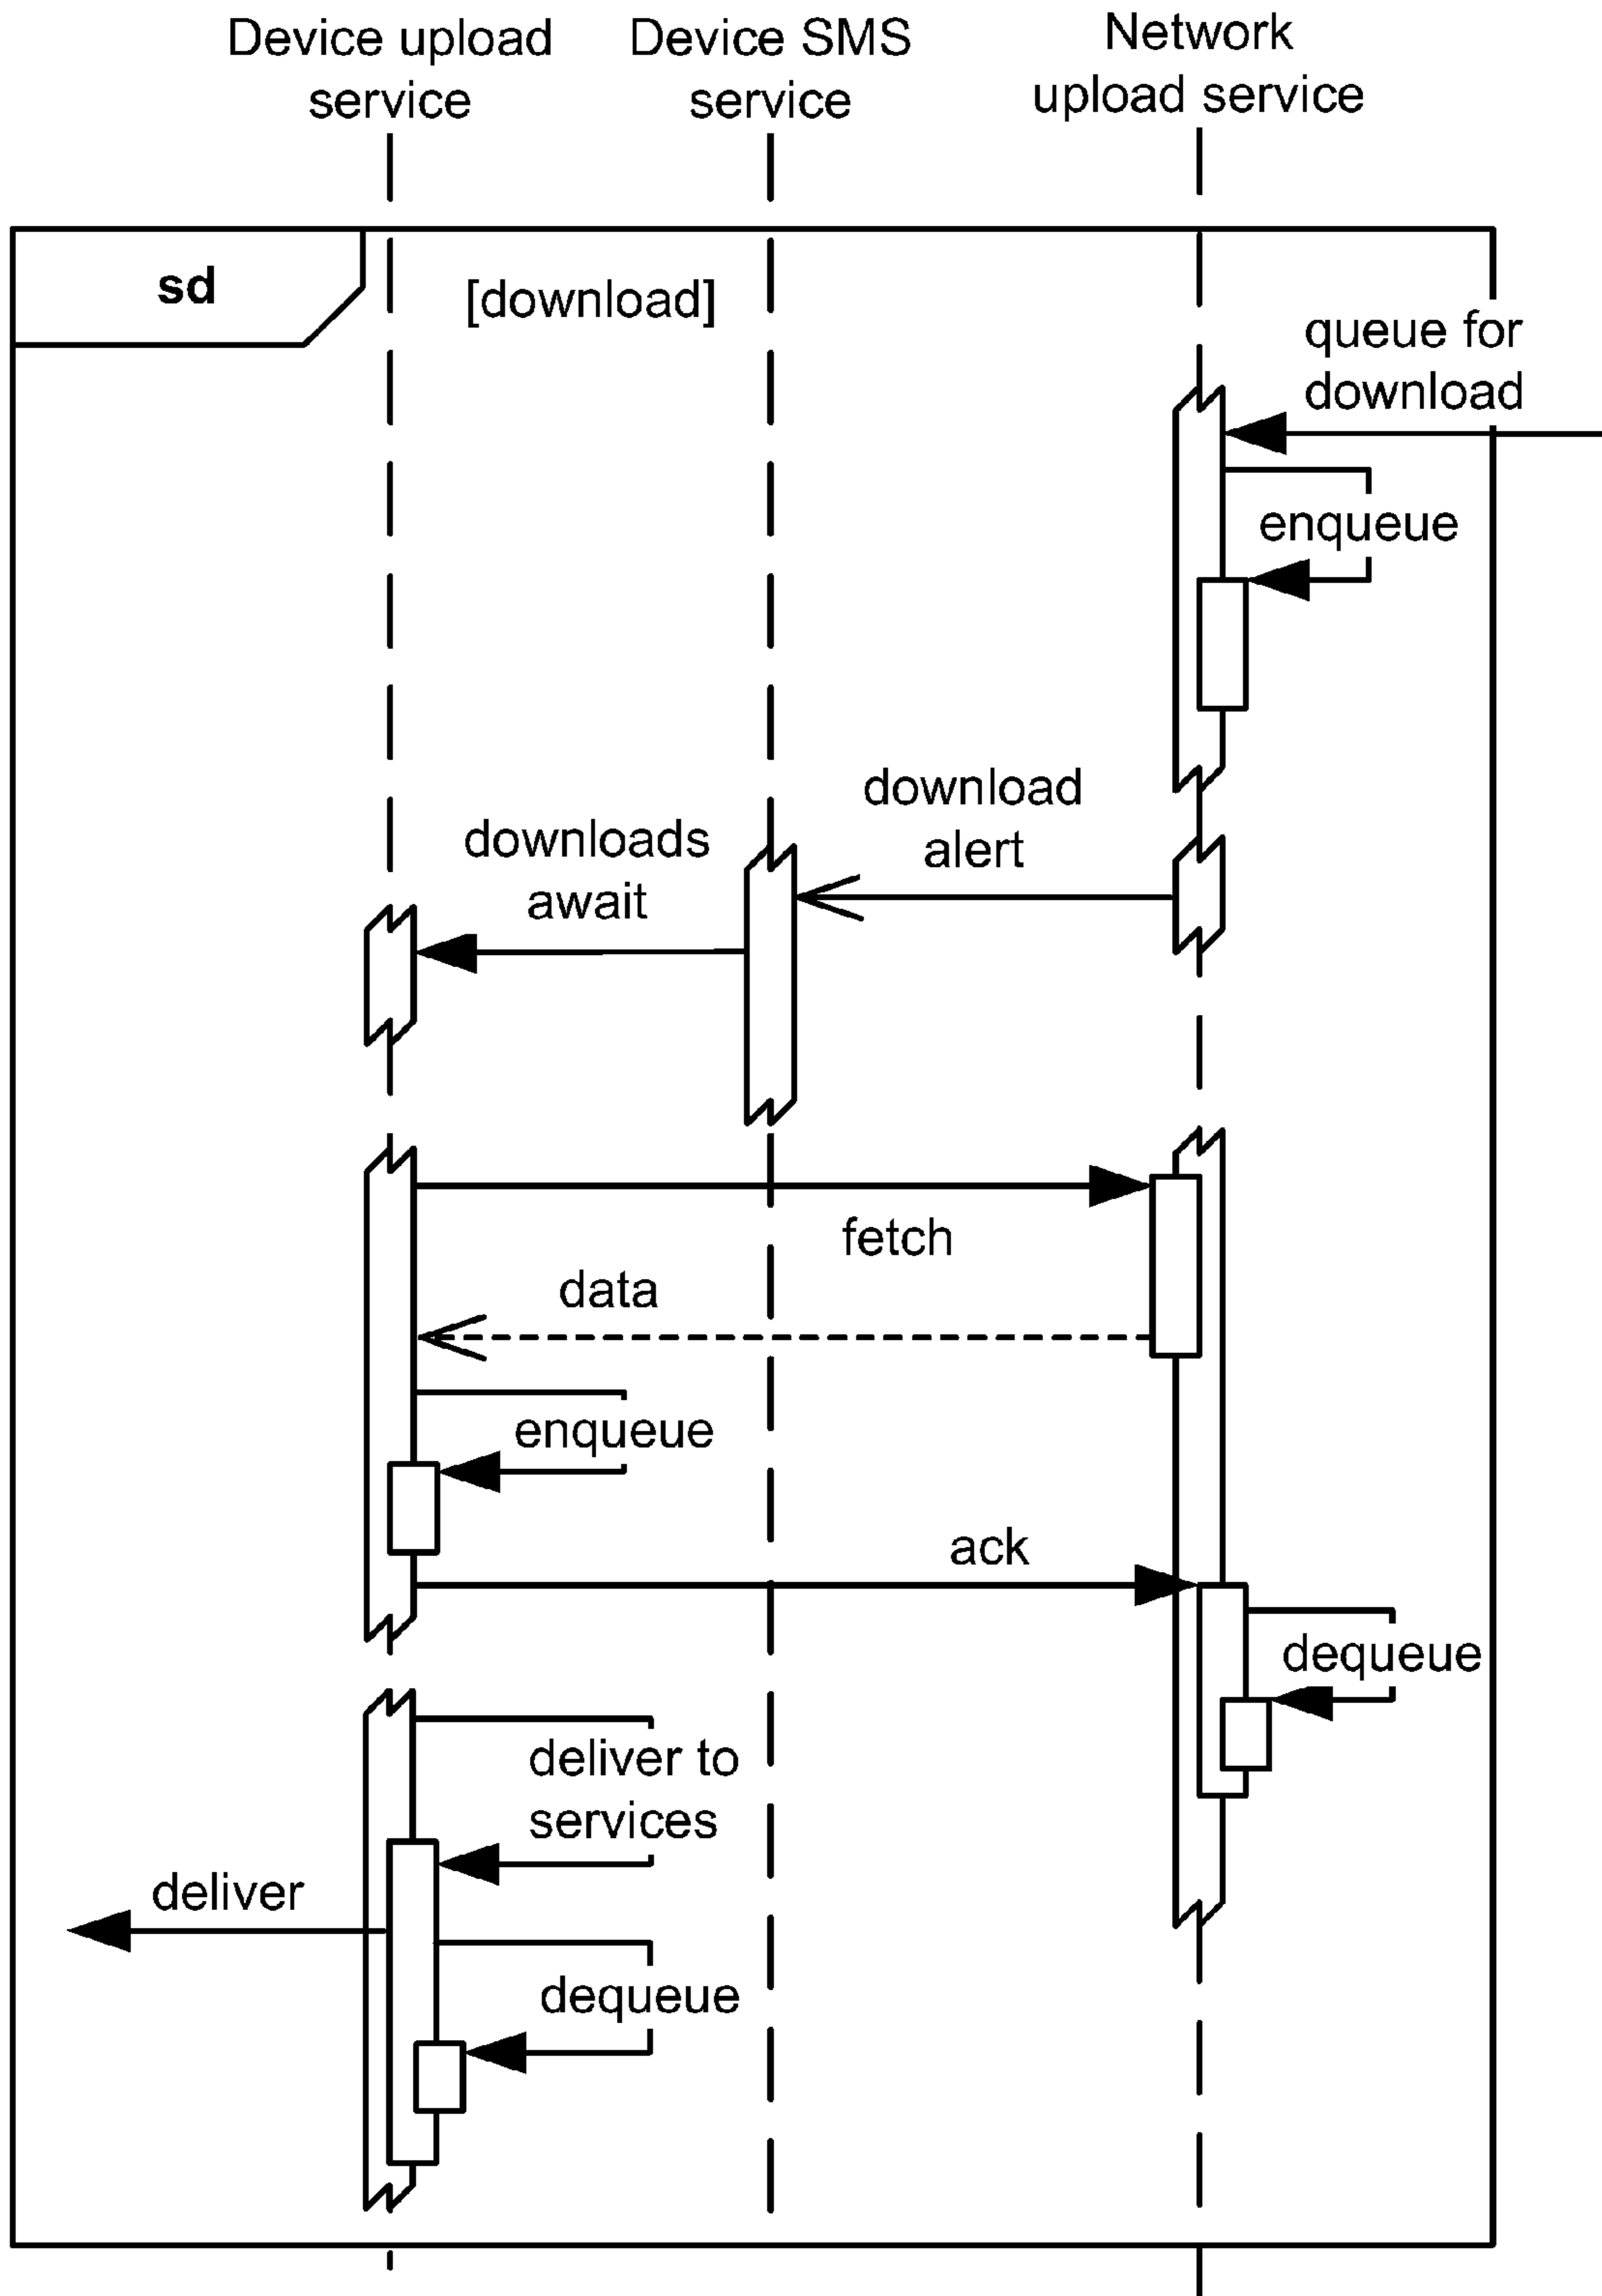 Device upload
service
Device SMS
service
Network
upload service
sd
[download]
queue for
download
enqueue
download
alert
downloads
await
fetch
data
enqueue
ack
dequeue
deliver to
services
deliver
dequeue